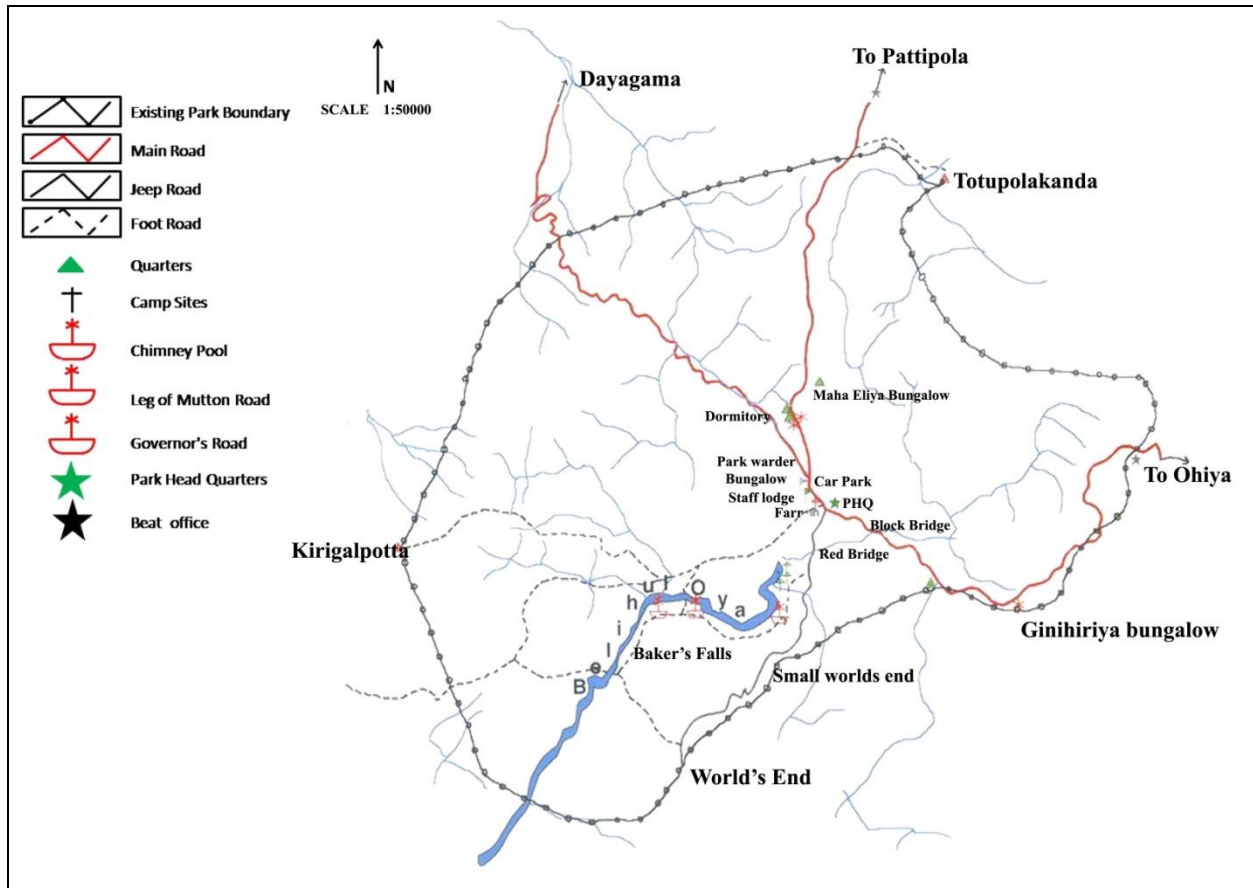 N
SCALE 1:50000
Existing Park Boundary
Main Road
Jeep Road
Foot Road
Quarters
Camp Sites
Chimney Pool
Leg of Mutton Road
Governor's Road
Park Head Quarters
Beat office
Dayagama
To Pattipola
Totupolakanda
Maha Eliya Bungalow
Dormitory
Park warder
Bungalow
Car Park
Staff lodge
PHQ
Farr
Block Bridge
To Ohiya
Kirigalpotta
Red Bridge
Belihul Oya
Baker's Falls
Ginihiriya bungalow
Small worlds end
World's End